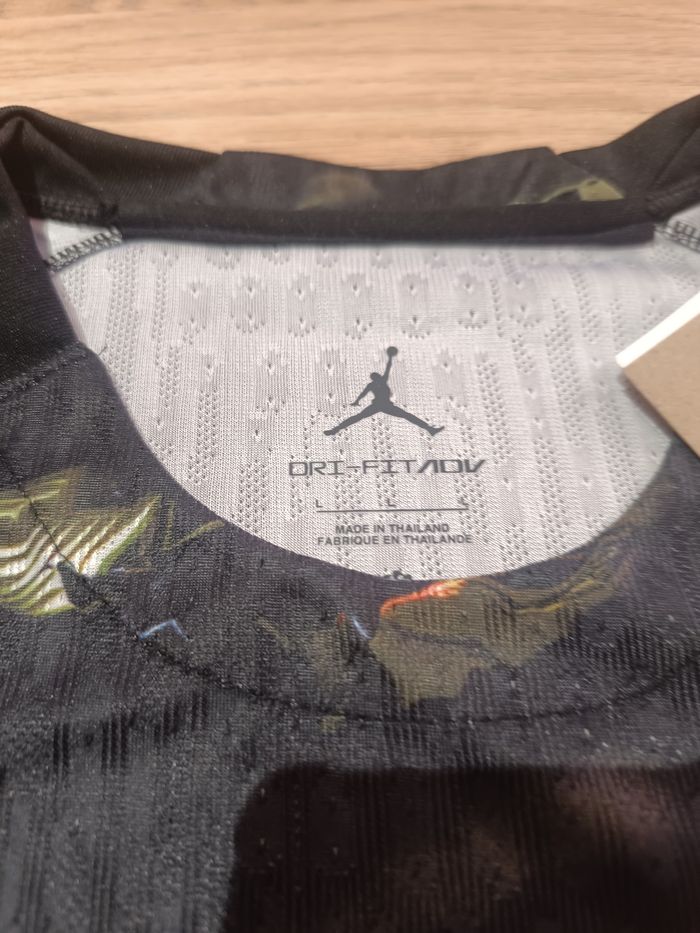 DRI-FIT ADV
L L L
MADE IN THAILAND
FABRIQUE EN THAILANDE